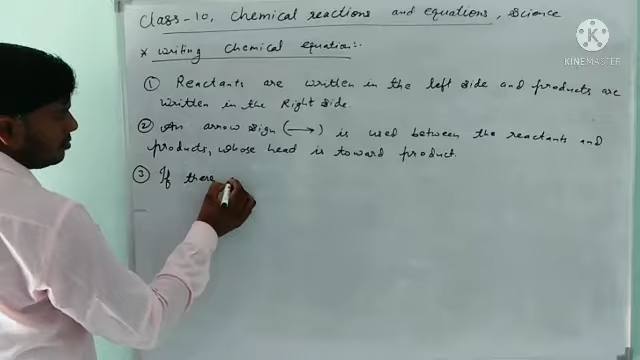 Class-10, Chemical reactions and equations, Science
* Writing Chemical equation:-
① Reactants are written in the left side and products are
written in the Right side.
② An arrow sign (→) is used between the reactants and
products, whose head is toward product.
③ If there
KINEMASTER